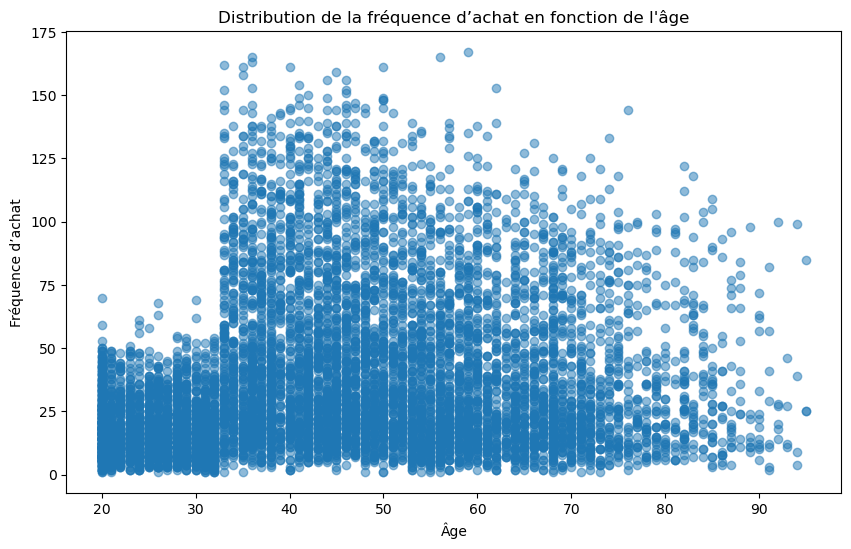 Distribution de la fréquence d’achat en fonction de l'âge
175
150
125
100
75
50
25
0
Fréquence d’achat
20 30 40 50 60 70 80 90
Âge